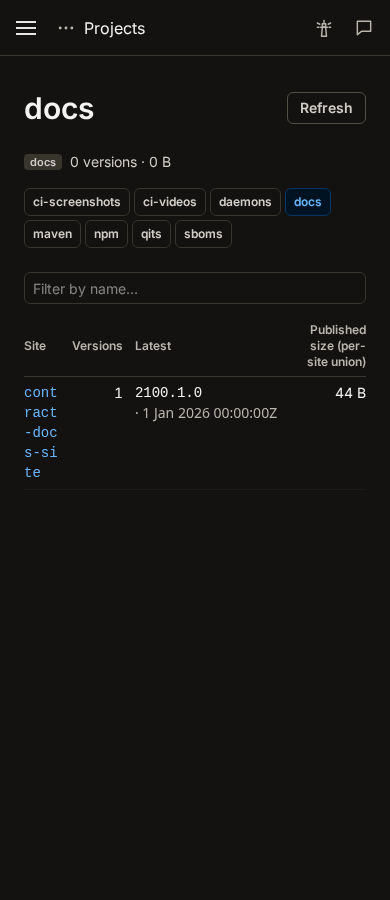 ··· Projects
docs
Refresh
docs 0 versions · 0 B
ci-screenshots ci-videos daemons docs
maven npm qits sboms
Filter by name...
Site Versions Latest Published size (per-site union)
cont
ract
-doc
s-si
te
1 2100.1.0 44 B
· 1 Jan 2026 00:00:00Z